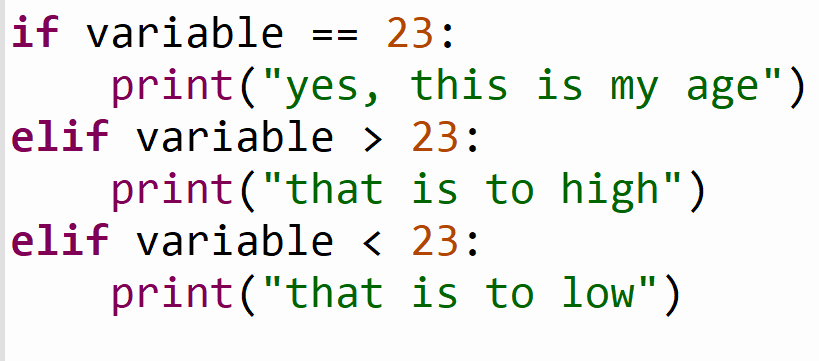 if variable == 23:
    print("yes, this is my age")
elif variable > 23:
    print("that is to high")
elif variable < 23:
    print("that is to low")